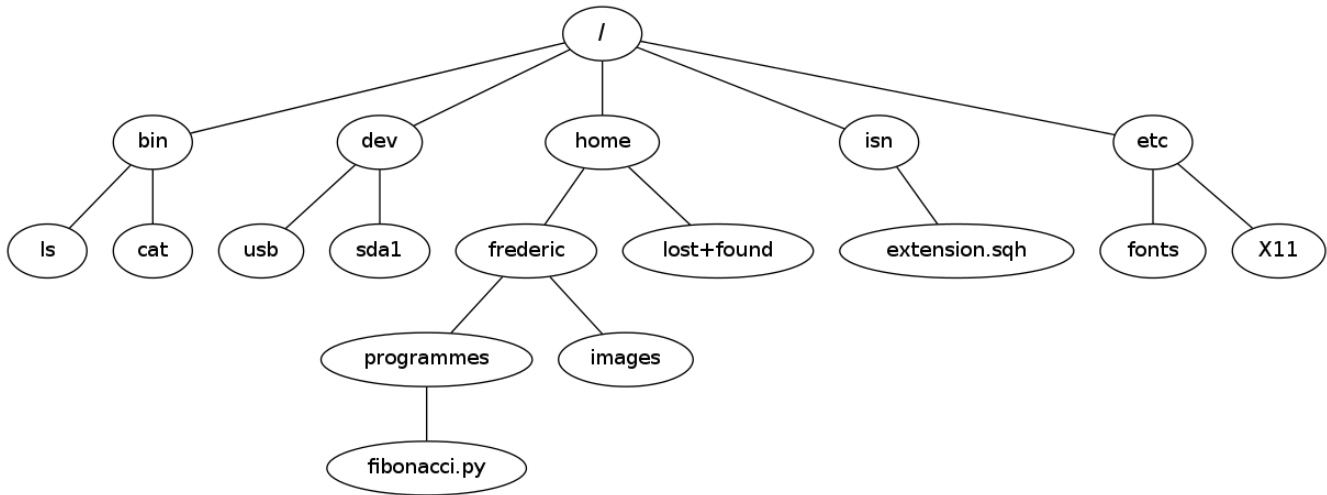 /
bin dev home isn etc
ls cat usb sda1 frederic lost+found extension.sqh fonts X11
programmes images
fibonacci.py